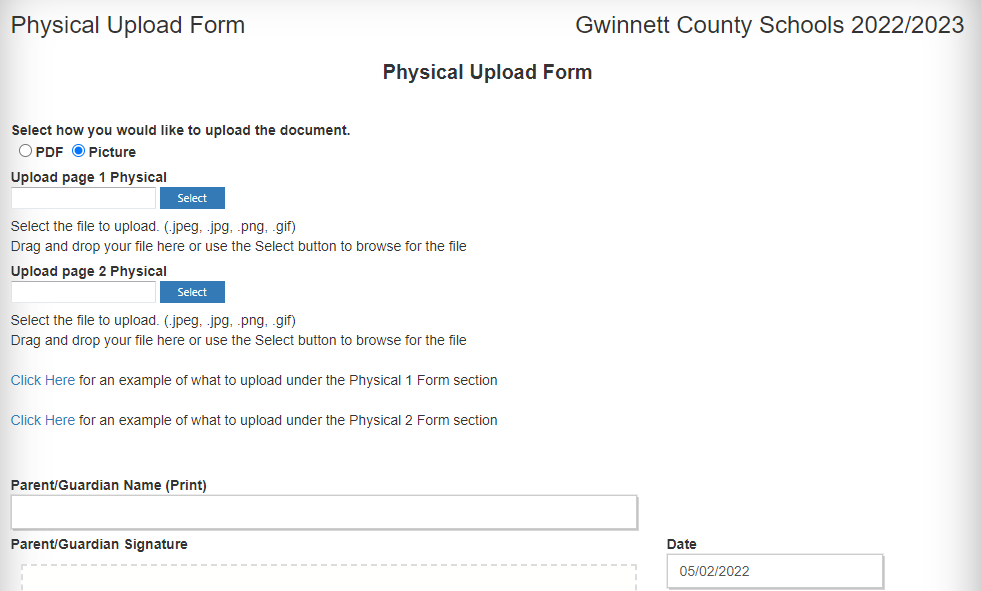 Physical Upload Form Gwinnett County Schools 2022/2023
Physical Upload Form
Select how you would like to upload the document.
PDF Picture
Upload page 1 Physical
Select
Select the file to upload. (.jpeg, .jpg, .png, .gif)
Drag and drop your file here or use the Select button to browse for the file
Upload page 2 Physical
Select
Select the file to upload. (.jpeg, .jpg, .png, .gif)
Drag and drop your file here or use the Select button to browse for the file
Click Here for an example of what to upload under the Physical 1 Form section
Click Here for an example of what to upload under the Physical 2 Form section
Parent/Guardian Name (Print)
Parent/Guardian Signature Date
05/02/2022